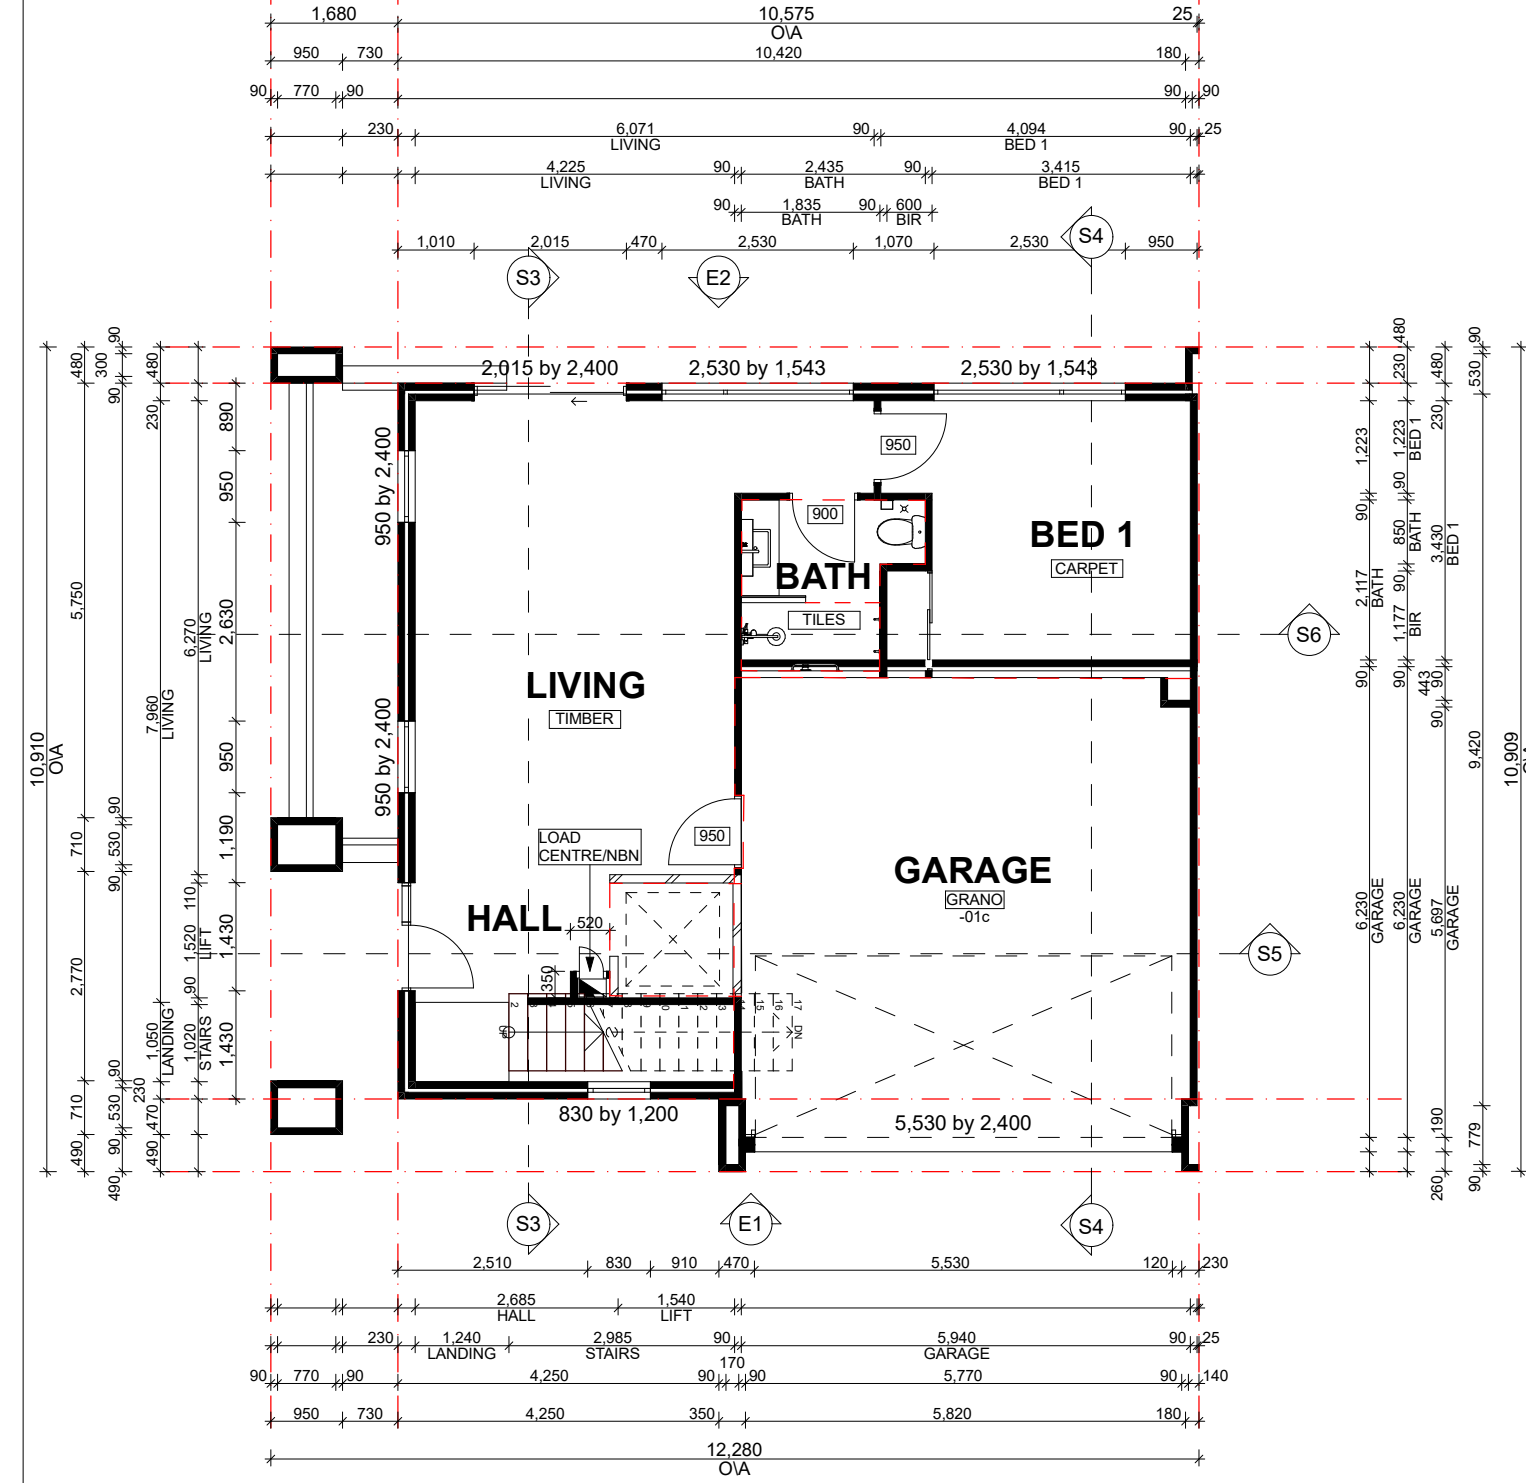 1,680 10,575 25
O\A
950 730 10,420 180
90 770 90 90 90
230 6,071 90 4,094 90 25
LIVING BED 1
4,225 90 2,435 90 3,415
LIVING BATH BED 1
90 1,835 90 600
BATH BIR
1,010 2,015 470 2,530 1,070 2,530 950
S4
S3 E2
2,015 by 2,400 2,530 by 1,543 2,530 by 1,543
950 by 2,400
950
900
BED 1
CARPET
BATH
TILES
S6
LIVING
TIMBER
950 by 2,400
950
LOAD
CENTRE/NBN
GARAGE
GRANO
-01c
HALL
520
350
S5
2
15 16 17
UP DN
830 by 1,200 5,530 by 2,400
10,910
O\A
480 5,750 710 2,770 710 490
300 90 90 90 530 90 90 530 90 490
480 230 7,960 LIVING 1,050 LANDING 230 470 490
6,270 LIVING 110 1,520 LIFT 90 1,020 STAIRS
890 950 2,630 950 1,190 1,430 1,430
1,223 90 2,117 BATH 90 6,230 GARAGE
480 230 1,223 BED 1 90 850 BATH 90 1,177 BIR 90 6,230 GARAGE
480 230 3,430 BED 1 90 443 90 5,697 GARAGE 190 260
90 530 9,420 779 90
10,909
S3 E1 S4
2,510 830 910 470 5,530 120 230
2,685 1,540
HALL LIFT
230 1,240 2,985 90 5,940 90 25
LANDING STAIRS GARAGE
170
90 770 90 4,250 90 90 5,770 90 140
950 730 4,250 350 5,820 180
12,280
O\A